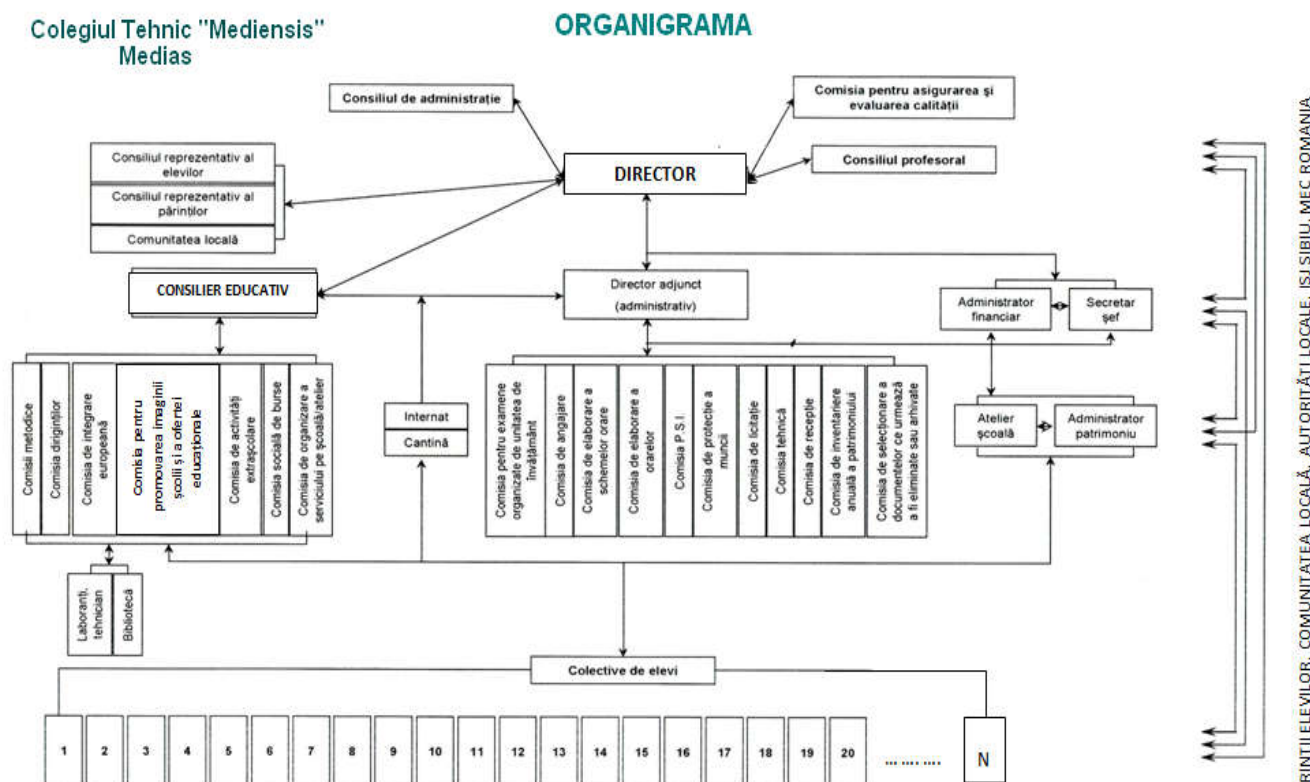 Colegiul Tehnic "Mediensis"
Medias
ORGANIGRAMA
Consiliul de administrație
Comisia pentru asigurarea și
evaluarea calității
Consiliul profesoral
DIRECTOR
Consiliul reprezentativ al
elevilor
Consiliul reprezentativ al
părinților
Comunitatea locală
CONSILIER EDUCATIV
Director adjunct
(administrativ)
Administrator
financiar
Secretar
șef
Comisii metodice
Comisia diriginților
Comisia de integrare
europeană
Comisia pentru
promovarea imaginii
școlii și a ofertei
educaționale
Comisia de activități
extrașcolare
Comisia socială de burse
Comisia de organizare a
serviciului pe școală/atelier
Internat
Cantină
Comisia pentru examene
organizate de unitatea de
învățământ
Comisia de angajare
Comisia de elaborare a
schemelor orare
Comisia de elaborare a
orarelor
Comisia P.S.I.
Comisia de protecție a
muncii
Comisia de licitație
Comisia tehnică
Comisia de recepție
Comisia de inventariere
anuală a patrimoniului
Comisia de selecționare a
documentelor ce urmează
a fi eliminate sau arhivate
Atelier
școală
Administrator
patrimoniu
Laboranți,
tehnician
Bibliotecă
Colective de elevi
1 2 3 4 5 6 7 8 9 10 11 12 13 14 15 16 17 18 19 20 ... .... .... N
ELEVILOR, COMUNITATEA LOCALĂ, AUTORITĂȚI LOCALE, ISJ SIBIU, MEC ROMANIA